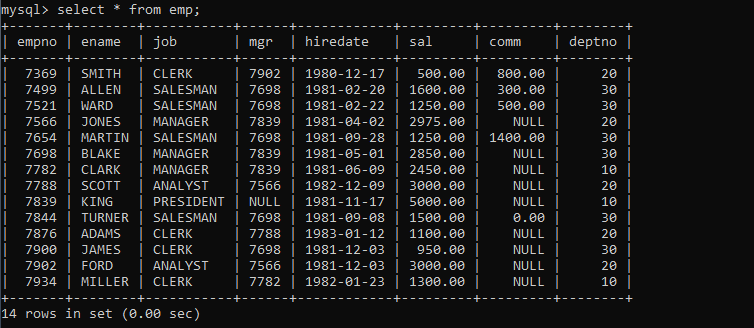 mysql> select * from emp;
+-------+--------+-----------+------+------------+---------+---------+--------+
| empno | ename  | job       | mgr  | hiredate   | sal     | comm    | deptno |
+-------+--------+-----------+------+------------+---------+---------+--------+
|  7369 | SMITH  | CLERK     | 7902 | 1980-12-17 |  500.00 |  800.00 |     20 |
|  7499 | ALLEN  | SALESMAN  | 7698 | 1981-02-20 | 1600.00 |  300.00 |     30 |
|  7521 | WARD   | SALESMAN  | 7698 | 1981-02-22 | 1250.00 |  500.00 |     30 |
|  7566 | JONES  | MANAGER   | 7839 | 1981-04-02 | 2975.00 |    NULL |     20 |
|  7654 | MARTIN | SALESMAN  | 7698 | 1981-09-28 | 1250.00 | 1400.00 |     30 |
|  7698 | BLAKE  | MANAGER   | 7839 | 1981-05-01 | 2850.00 |    NULL |     30 |
|  7782 | CLARK  | MANAGER   | 7839 | 1981-06-09 | 2450.00 |    NULL |     10 |
|  7788 | SCOTT  | ANALYST   | 7566 | 1982-12-09 | 3000.00 |    NULL |     20 |
|  7839 | KING   | PRESIDENT | NULL | 1981-11-17 | 5000.00 |    NULL |     10 |
|  7844 | TURNER | SALESMAN  | 7698 | 1981-09-08 | 1500.00 |    0.00 |     30 |
|  7876 | ADAMS  | CLERK     | 7788 | 1983-01-12 | 1100.00 |    NULL |     20 |
|  7900 | JAMES  | CLERK     | 7698 | 1981-12-03 |  950.00 |    NULL |     30 |
|  7902 | FORD   | ANALYST   | 7566 | 1981-12-03 | 3000.00 |    NULL |     20 |
|  7934 | MILLER | CLERK     | 7782 | 1982-01-23 | 1300.00 |    NULL |     10 |
+-------+--------+-----------+------+------------+---------+---------+--------+
14 rows in set (0.00 sec)